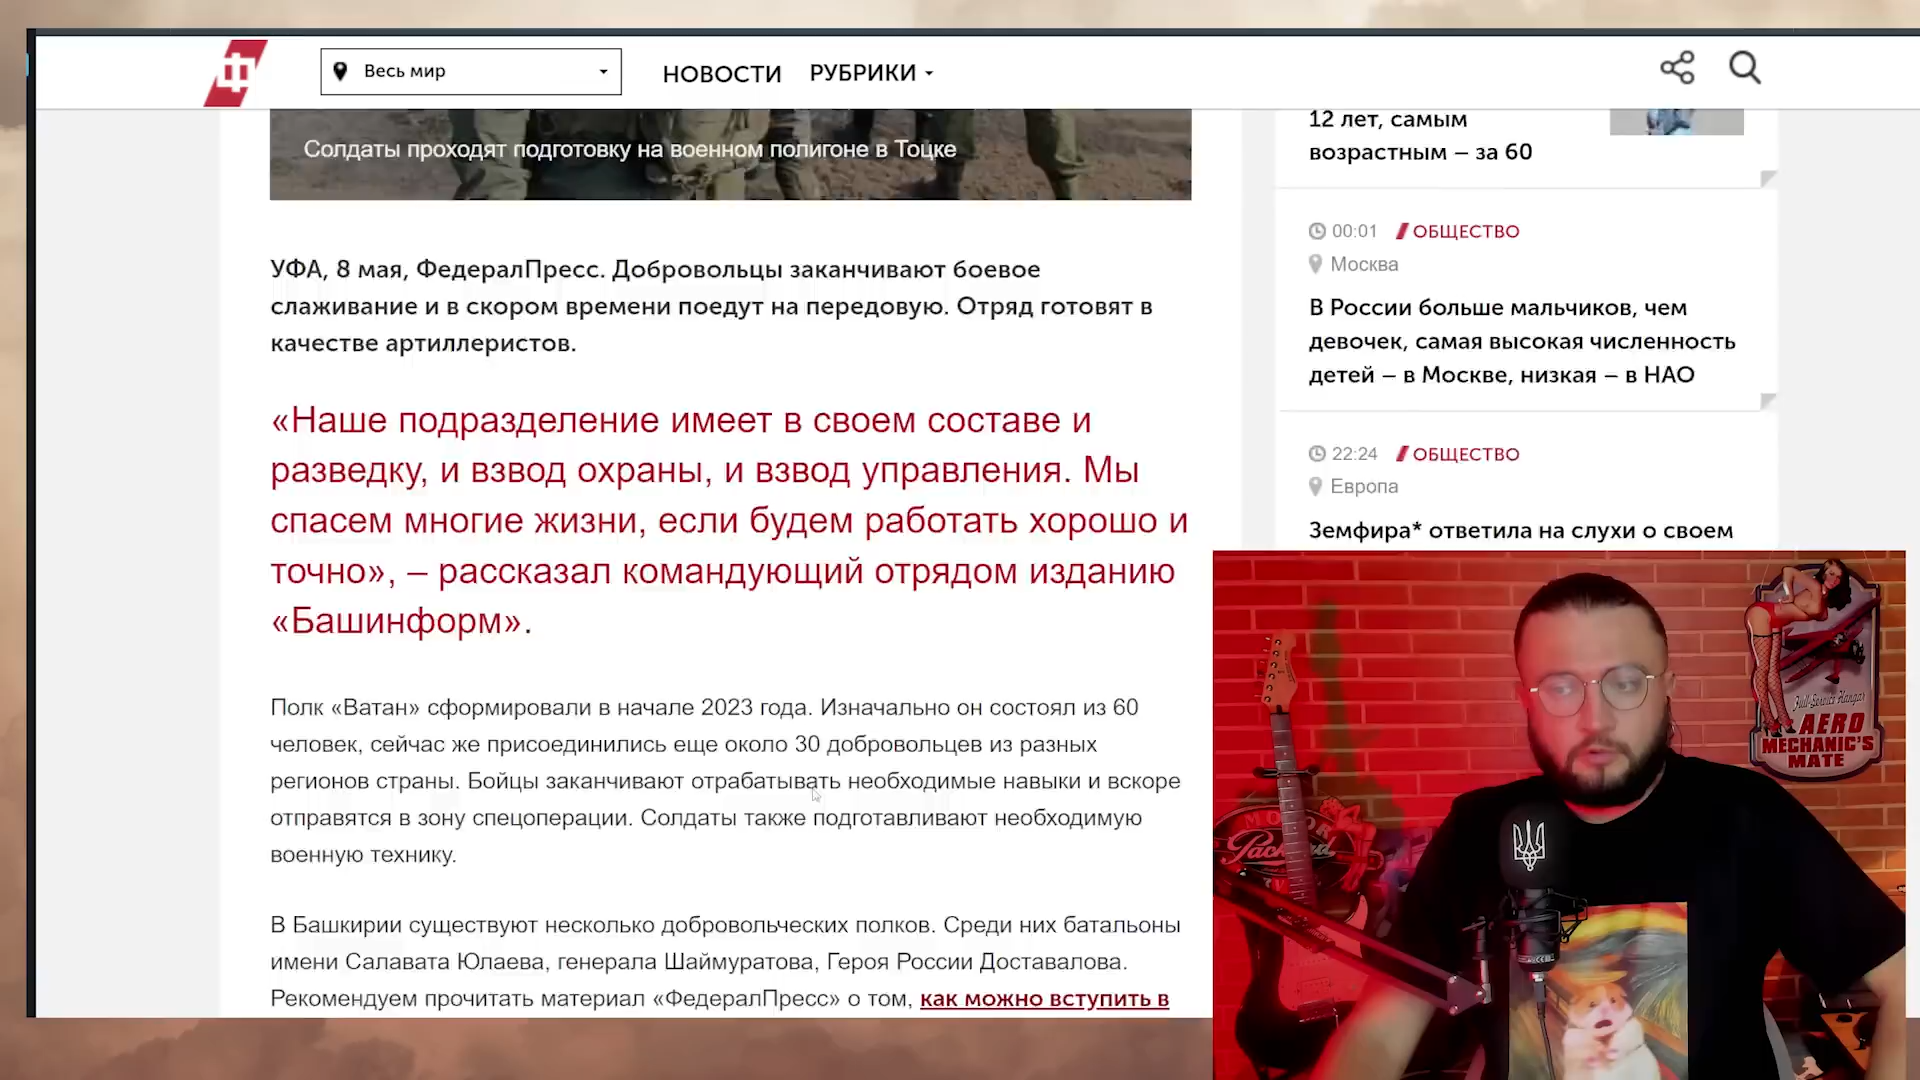 Ф
Весь мир
НОВОСТИ
РУБРИКИ
Солдаты проходят подготовку на военном полигоне в Тоцке
УФА, 8 мая, ФедералПресс. Добровольцы заканчивают боевое
слаживание и в скором времени поедут на передовую. Отряд готовят в
качестве артиллеристов.
«Наше подразделение имеет в своем составе и
разведку, и взвод охраны, и взвод управления. Мы
спасем многие жизни, если будем работать хорошо и
точно», – рассказал командующий отрядом изданию
«Башинформ».
Полк «Ватан» сформировали в начале 2023 года. Изначально он состоял из 60
человек, сейчас же присоединились еще около 30 добровольцев из разных
регионов страны. Бойцы заканчивают отрабатывать необходимые навыки и вскоре
отправятся в зону спецоперации. Солдаты также подготавливают необходимую
военную технику.
В Башкирии существуют несколько добровольческих полков. Среди них батальоны
имени Салавата Юлаева, генерала Шаймуратова, Героя России Доставалова.
Рекомендуем прочитать материал «ФедералПресс» о том, как можно вступить в
12 лет, самым
возрастным – за 60
00:01 ОБЩЕСТВО
Москва
В России больше мальчиков, чем
девочек, самая высокая численность
детей – в Москве, низкая – в НАО
22:24 ОБЩЕСТВО
Европа
Земфира* ответила на слухи о своем
Full-Service Hangar
AERO
MECHANIC'S
MATE
MOTOR